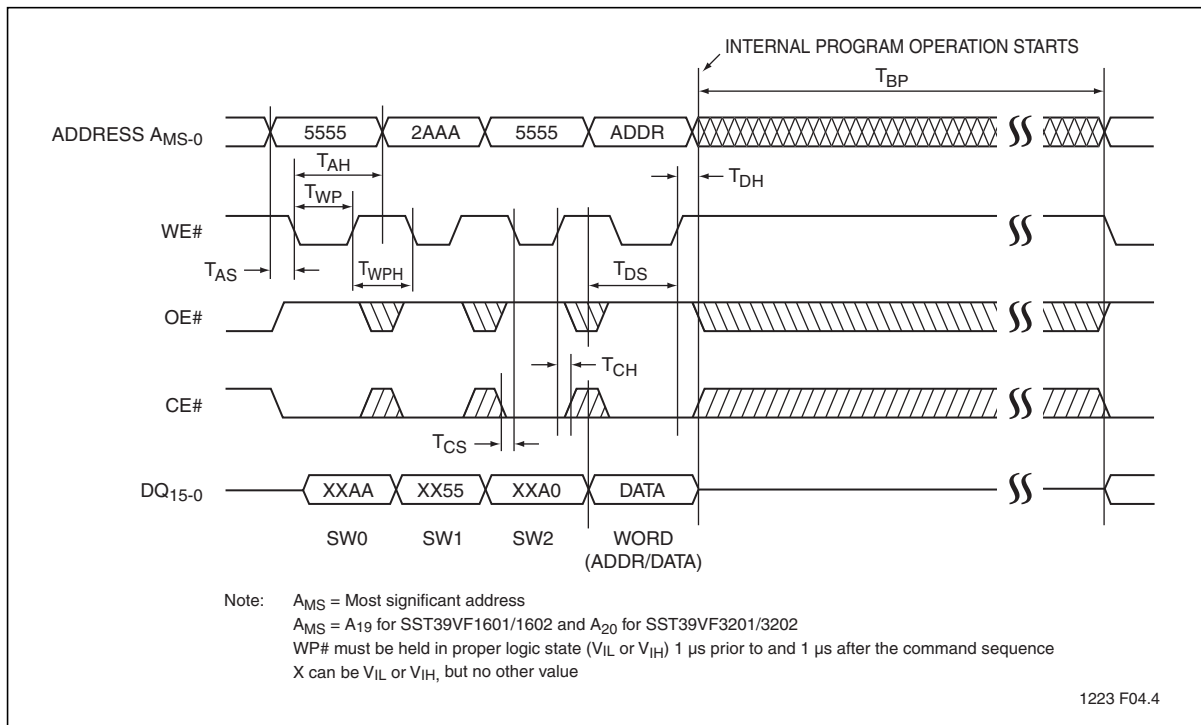 INTERNAL PROGRAM OPERATION STARTS
TBP
ADDRESS AMS-0
5555
2AAA
5555
ADDR
TAH
TDH
TWP
WE#
TAS
TWPH
TDS
OE#
TCH
CE#
TCS
DQ15-0
XXAA
XX55
XXA0
DATA
SW0
SW1
SW2
WORD
(ADDR/DATA)
Note: AMS = Most significant address
AMS = A19 for SST39VF1601/1602 and A20 for SST39VF3201/3202
WP# must be held in proper logic state (VIL or VIH) 1 µs prior to and 1 µs after the command sequence
X can be VIL or VIH, but no other value
1223 F04.4